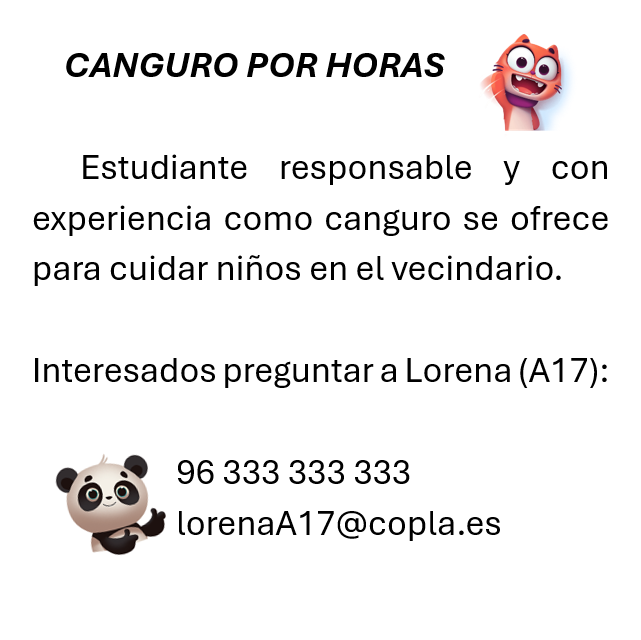 CANGURO POR HORAS
Estudiante responsable y con
experiencia como canguro se ofrece
para cuidar niños en el vecindario.
Interesados preguntar a Lorena (A17):
96 333 333 333
lorenaA17@copla.es